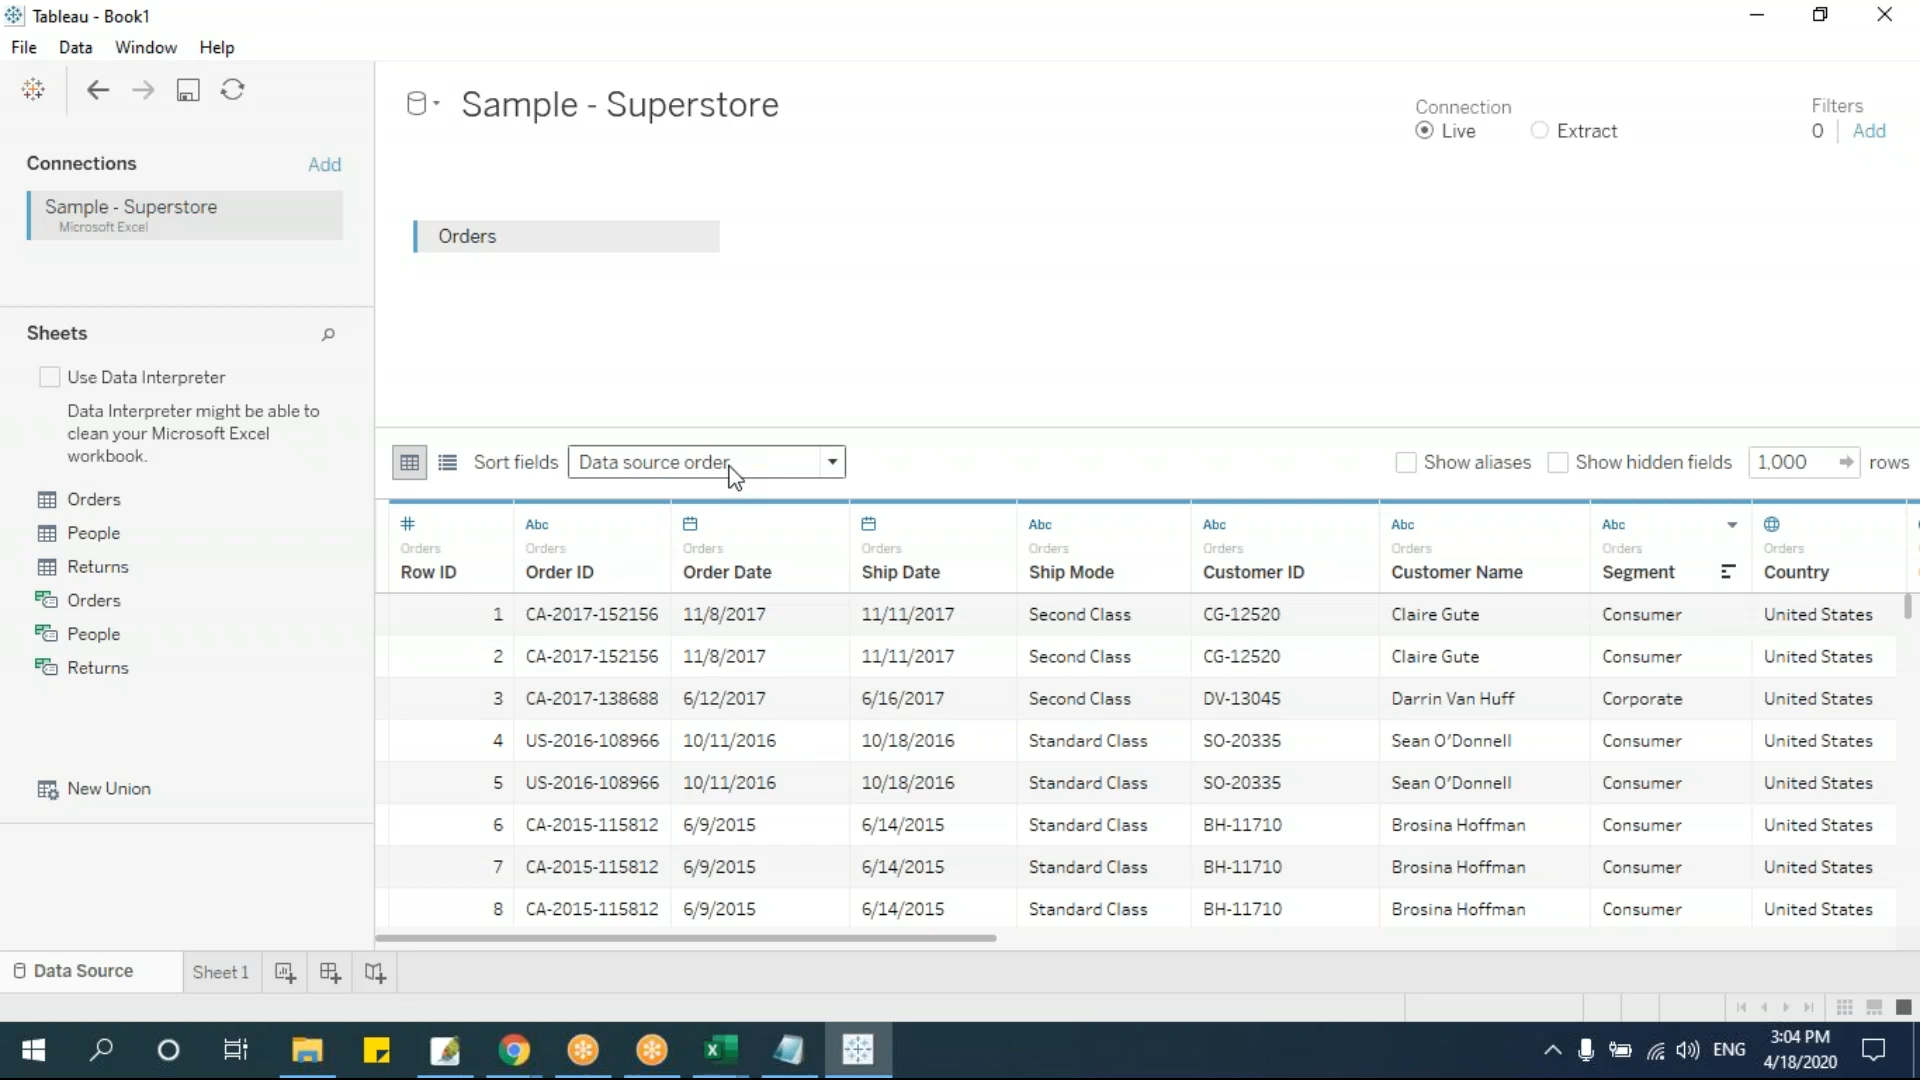 Tableau - Book1
File Data Window Help
Connections Add
Sample - Superstore
Microsoft Excel
Sheets
Use Data Interpreter
Data Interpreter might be able to
clean your Microsoft Excel
workbook.
Orders
People
Returns
Orders
People
Returns
New Union
Sample - Superstore
Connection
Live Extract
Filters
0 Add
Orders
Sort fields Data source order Show aliases Show hidden fields 1,000 rows
# Abc Abc Abc Abc Abc
Orders Orders Orders Orders Orders Orders Orders Orders Orders
Row ID Order ID Order Date Ship Date Ship Mode Customer ID Customer Name Segment Country
1 CA-2017-152156 11/8/2017 11/11/2017 Second Class CG-12520 Claire Gute Consumer United States
2 CA-2017-152156 11/8/2017 11/11/2017 Second Class CG-12520 Claire Gute Consumer United States
3 CA-2017-138688 6/12/2017 6/16/2017 Second Class DV-13045 Darrin Van Huff Corporate United States
4 US-2016-108966 10/11/2016 10/18/2016 Standard Class SO-20335 Sean O'Donnell Consumer United States
5 US-2016-108966 10/11/2016 10/18/2016 Standard Class SO-20335 Sean O'Donnell Consumer United States
6 CA-2015-115812 6/9/2015 6/14/2015 Standard Class BH-11710 Brosina Hoffman Consumer United States
7 CA-2015-115812 6/9/2015 6/14/2015 Standard Class BH-11710 Brosina Hoffman Consumer United States
8 CA-2015-115812 6/9/2015 6/14/2015 Standard Class BH-11710 Brosina Hoffman Consumer United States
Data Source Sheet 1
ENG
3:04 PM
4/18/2020